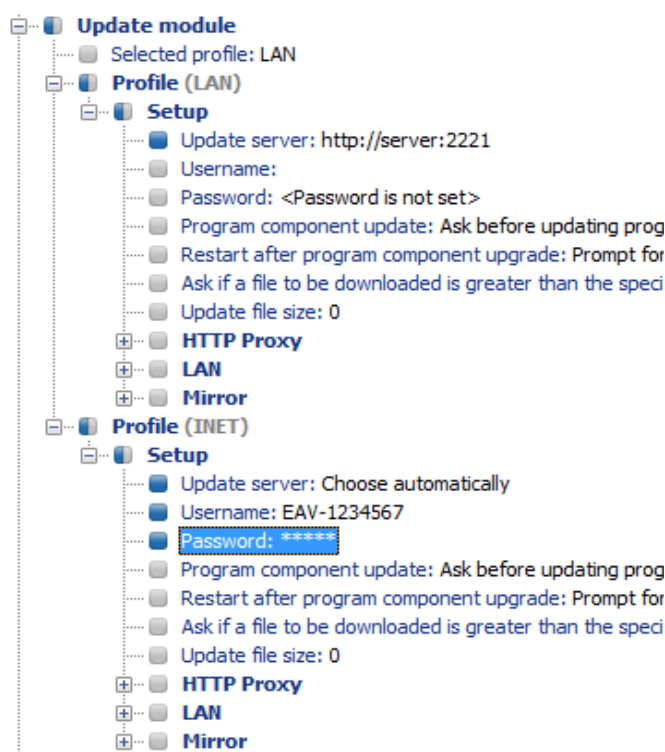 Update module
Selected profile: LAN
Profile (LAN)
Setup
Update server: http://server:2221
Username:
Password: <Password is not set>
Program component update: Ask before updating prog
Restart after program component upgrade: Prompt for
Ask if a file to be downloaded is greater than the speci
Update file size: 0
HTTP Proxy
LAN
Mirror
Profile (INET)
Setup
Update server: Choose automatically
Username: EAV-1234567
Password: *****
Program component update: Ask before updating prog
Restart after program component upgrade: Prompt for
Ask if a file to be downloaded is greater than the speci
Update file size: 0
HTTP Proxy
LAN
Mirror